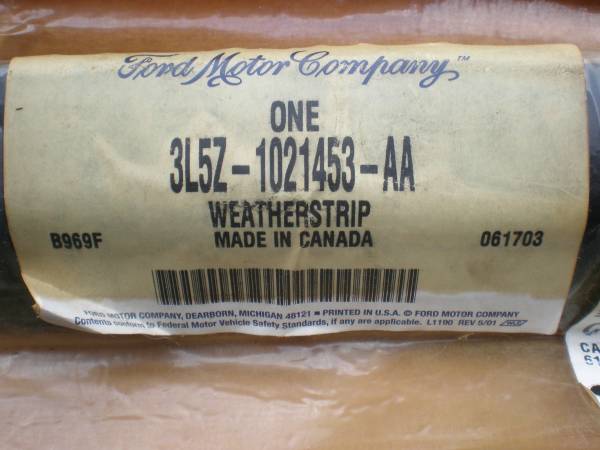 Ford Motor Company™
ONE
3L5Z-1021453-AA
WEATHERSTRIP
B969F MADE IN CANADA 061703
FORD MOTOR COMPANY, DEARBORN, MICHIGAN 48121 ■ PRINTED IN U.S.A. © FORD MOTOR COMPANY
Contents conform to Federal Motor Vehicle Safety Standards, if any are applicable. L1190 REV 5/01
CA